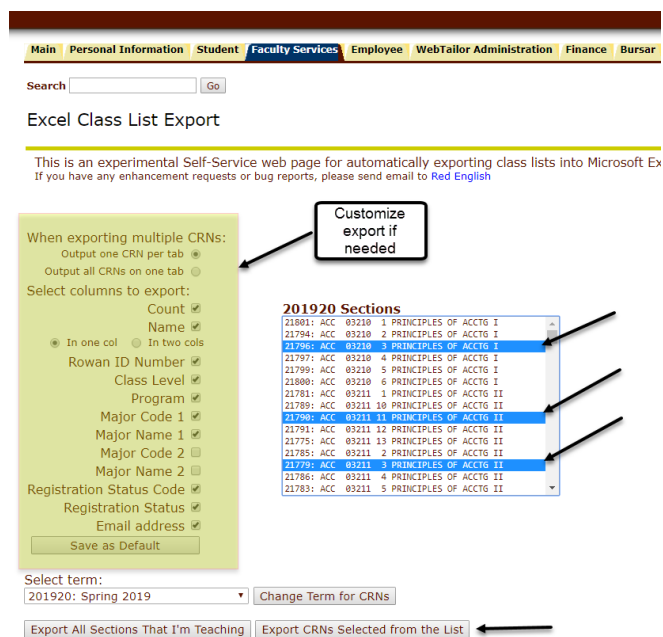 Main Personal Information Student Faculty Services Employee WebTailor Administration Finance Bursar
Search Go
Excel Class List Export
This is an experimental Self-Service web page for automatically exporting class lists into Microsoft Ex
If you have any enhancement requests or bug reports, please send email to Red English
Customize
export if
needed
When exporting multiple CRNs:
Output one CRN per tab
Output all CRNs on one tab
Select columns to export:
Count
Name
In one col In two cols
Rowan ID Number
Class Level
Program
Major Code 1
Major Name 1
Major Code 2
Major Name 2
Registration Status Code
Registration Status
Email address
Save as Default
201920 Sections
21801: ACC 03210 1 PRINCIPLES OF ACCTG I
21794: ACC 03210 2 PRINCIPLES OF ACCTG I
21796: ACC 03210 3 PRINCIPLES OF ACCTG I
21797: ACC 03210 4 PRINCIPLES OF ACCTG I
21799: ACC 03210 5 PRINCIPLES OF ACCTG I
21800: ACC 03210 6 PRINCIPLES OF ACCTG I
21781: ACC 03211 1 PRINCIPLES OF ACCTG II
21789: ACC 03211 10 PRINCIPLES OF ACCTG II
21790: ACC 03211 11 PRINCIPLES OF ACCTG II
21791: ACC 03211 12 PRINCIPLES OF ACCTG II
21775: ACC 03211 13 PRINCIPLES OF ACCTG II
21785: ACC 03211 2 PRINCIPLES OF ACCTG II
21779: ACC 03211 3 PRINCIPLES OF ACCTG II
21786: ACC 03211 4 PRINCIPLES OF ACCTG II
21783: ACC 03211 5 PRINCIPLES OF ACCTG II
Select term:
201920: Spring 2019 Change Term for CRNs
Export All Sections That I'm Teaching Export CRNs Selected from the List